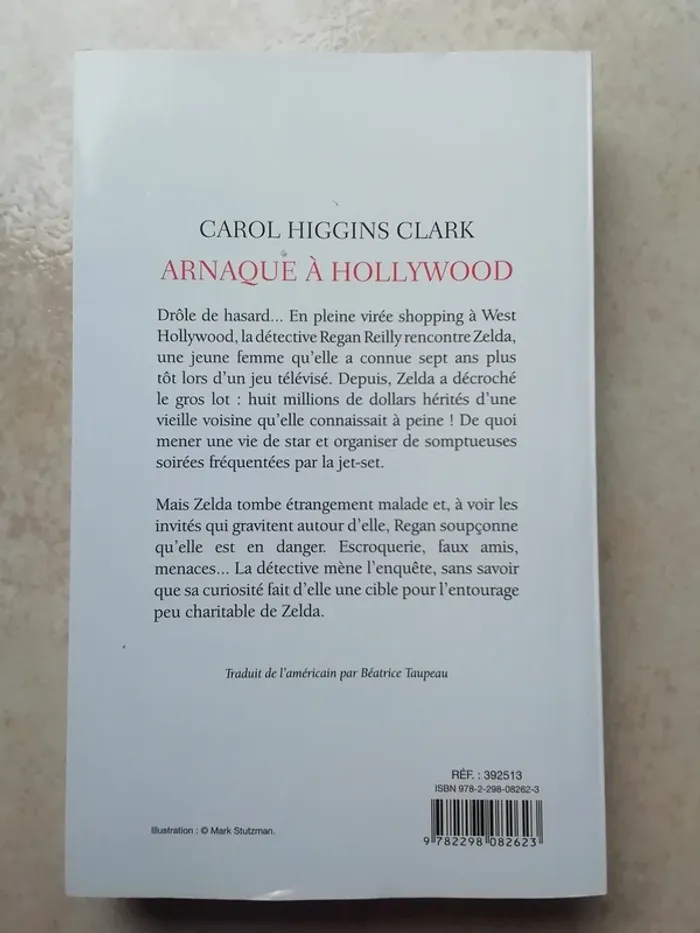 CAROL HIGGINS CLARK
ARNAQUE À HOLLYWOOD
Drôle de hasard... En pleine virée shopping à West
Hollywood, la détective Regan Reilly rencontre Zelda,
une jeune femme qu'elle a connue sept ans plus
tôt lors d'un jeu télévisé. Depuis, Zelda a décroché
le gros lot : huit millions de dollars hérités d'une
vieille voisine qu'elle connaissait à peine ! De quoi
mener une vie de star et organiser de somptueuses
soirées fréquentées par la jet-set.
Mais Zelda tombe étrangement malade et, à voir les
invités qui gravitent autour d'elle, Regan soupçonne
qu'elle est en danger. Escroquerie, faux amis,
menaces... La détective mène l'enquête, sans savoir
que sa curiosité fait d'elle une cible pour l'entourage
peu charitable de Zelda.
Traduit de l'américain par Béatrice Taupeau
RÉF. : 392513
ISBN 978-2-298-08262-3
Illustration : © Mark Stutzman.
9 782298 082623